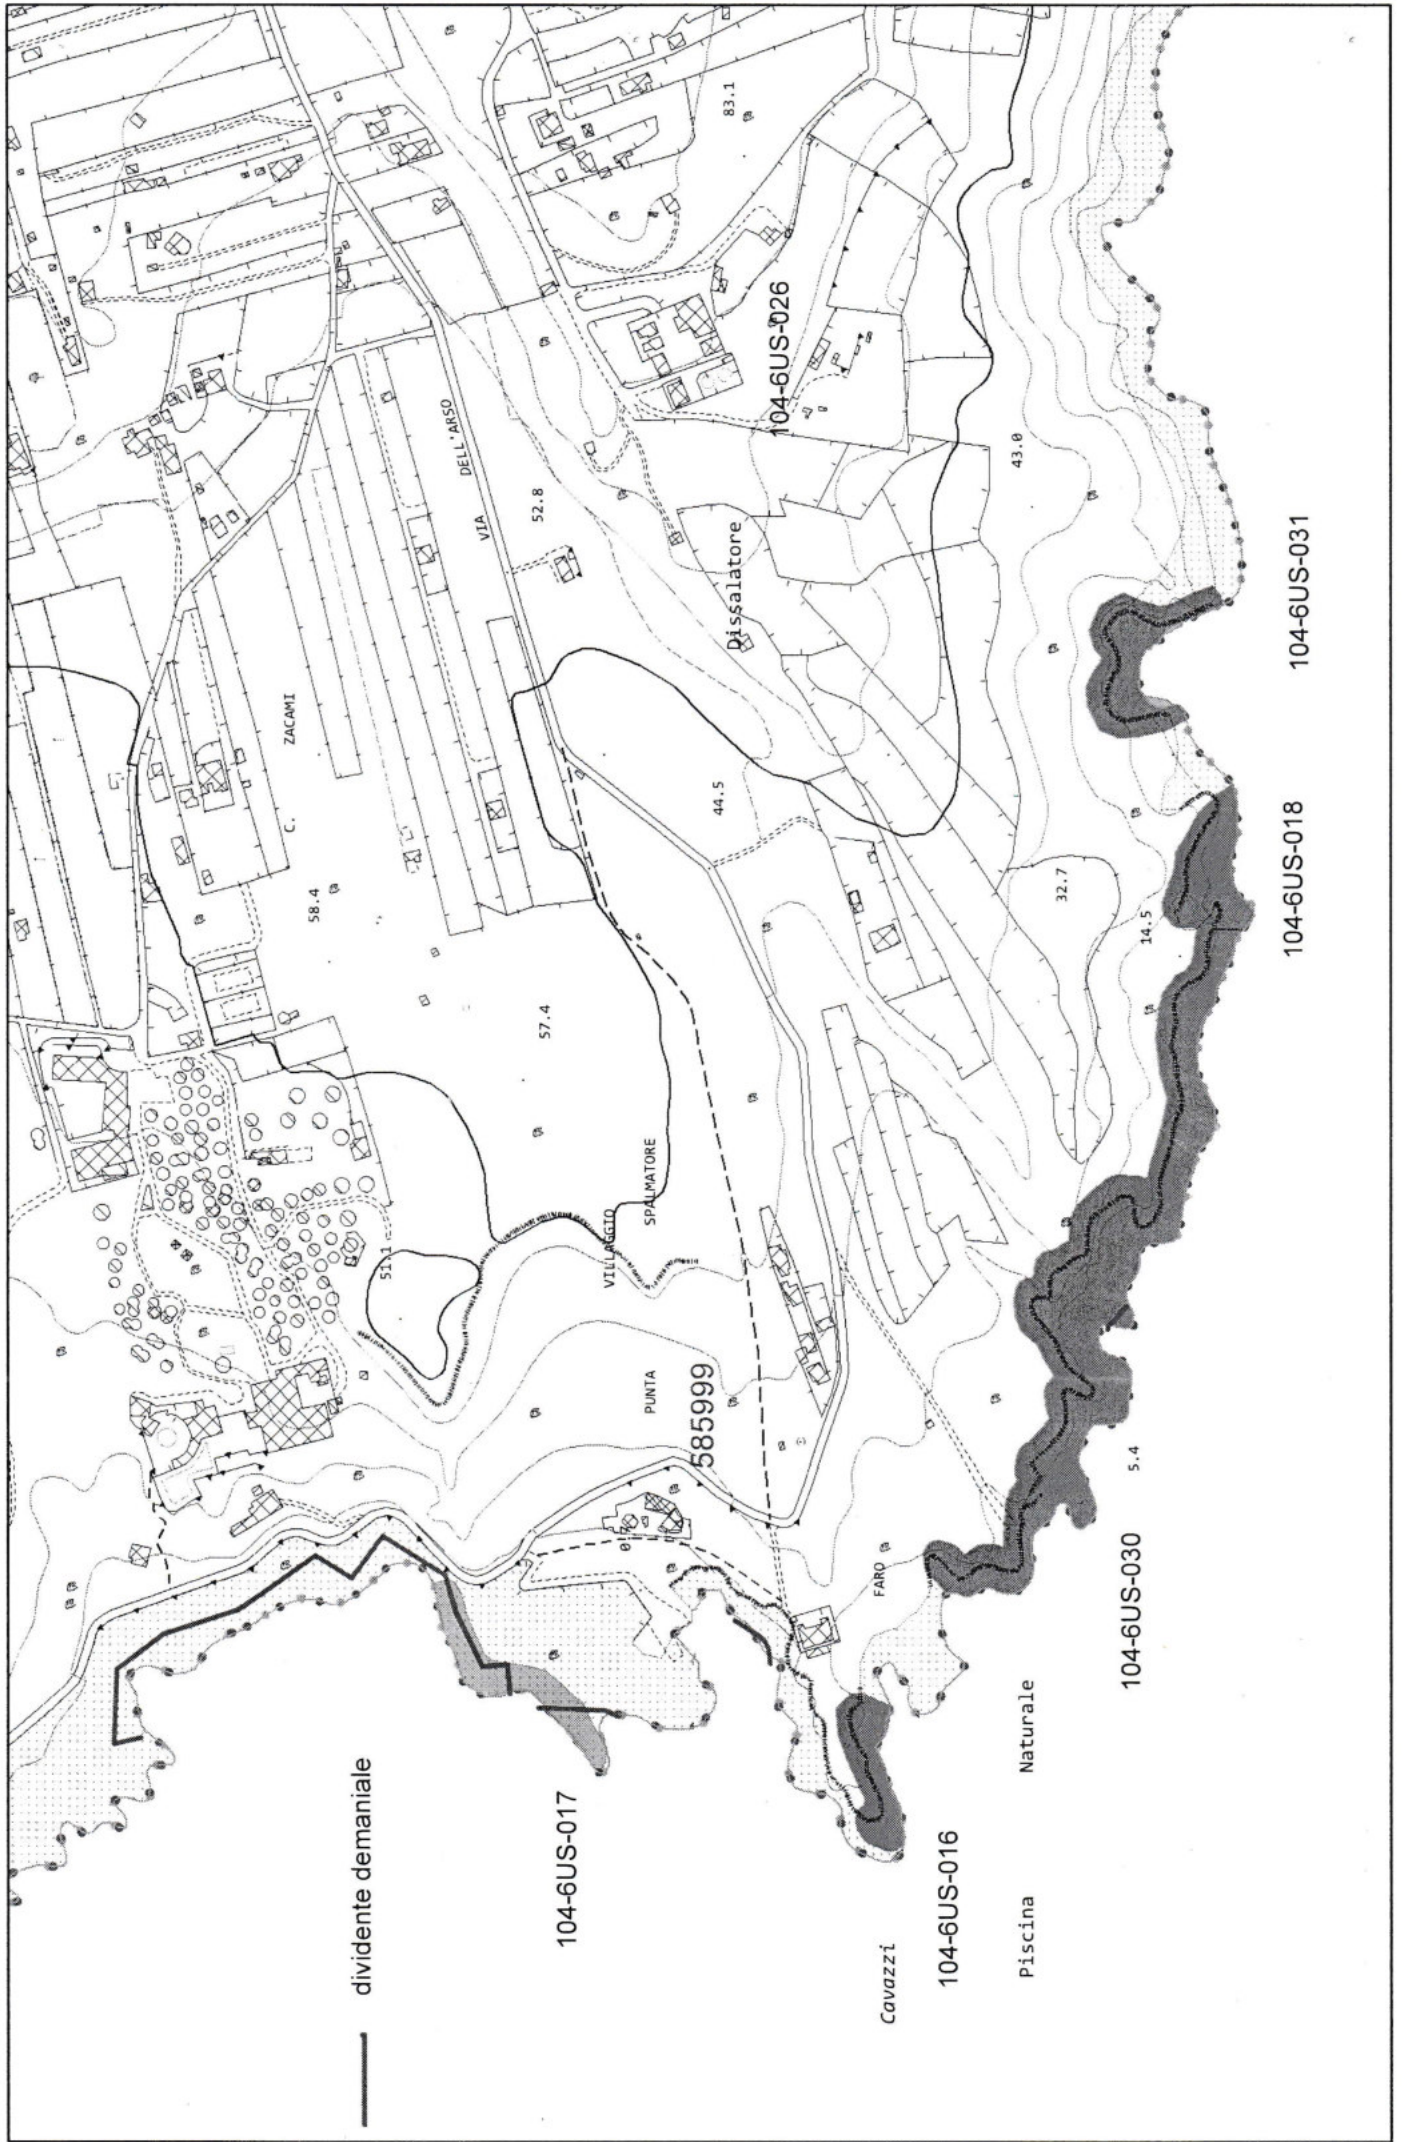 dividente demaniale
104-6US-017
Cavazzi
104-6US-016
Piscina
Naturale
104-6US-030
5.4
FARO
585999
PUNTA
VILLAGGIO
SPALMATORE
51.1
57.4
58.4
C.
ZACAMI
VIA
DELL'ARSO
52.8
44.5
Dissalatore
104-6US-026
83.1
43.0
32.7
14.5
104-6US-018
104-6US-031